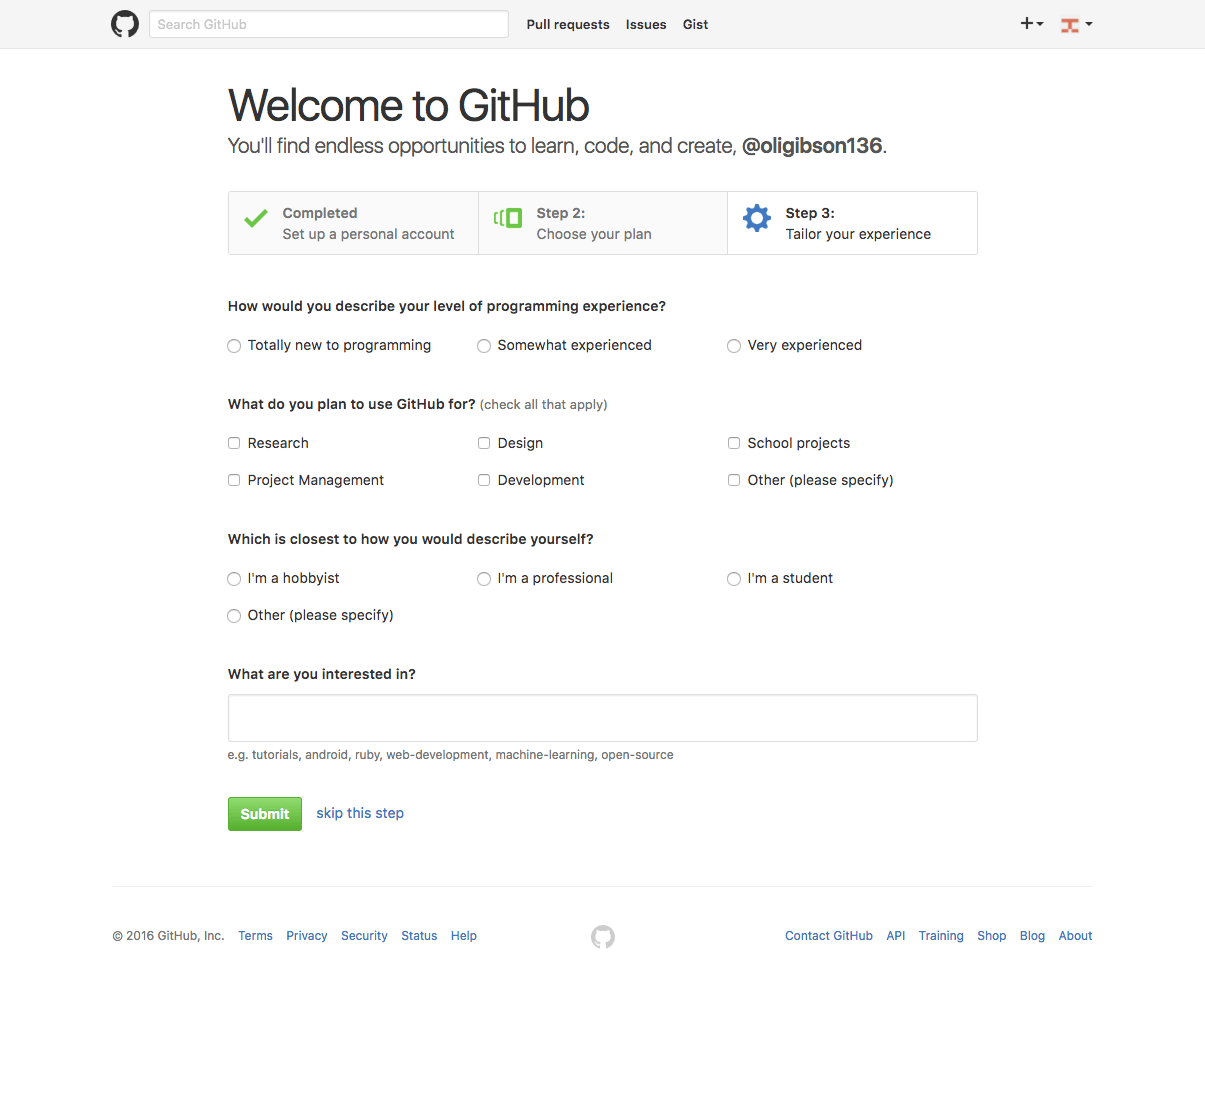 Search GitHub Pull requests Issues Gist
Welcome to GitHub
You'll find endless opportunities to learn, code, and create, @oligibson136.
Completed
Set up a personal account
Step 2:
Choose your plan
Step 3:
Tailor your experience
How would you describe your level of programming experience?
Totally new to programming Somewhat experienced Very experienced
What do you plan to use GitHub for? (check all that apply)
Research Design School projects
Project Management Development Other (please specify)
Which is closest to how you would describe yourself?
I'm a hobbyist I'm a professional I'm a student
Other (please specify)
What are you interested in?
e.g. tutorials, android, ruby, web-development, machine-learning, open-source
Submit skip this step
© 2016 GitHub, Inc. Terms Privacy Security Status Help Contact GitHub API Training Shop Blog About